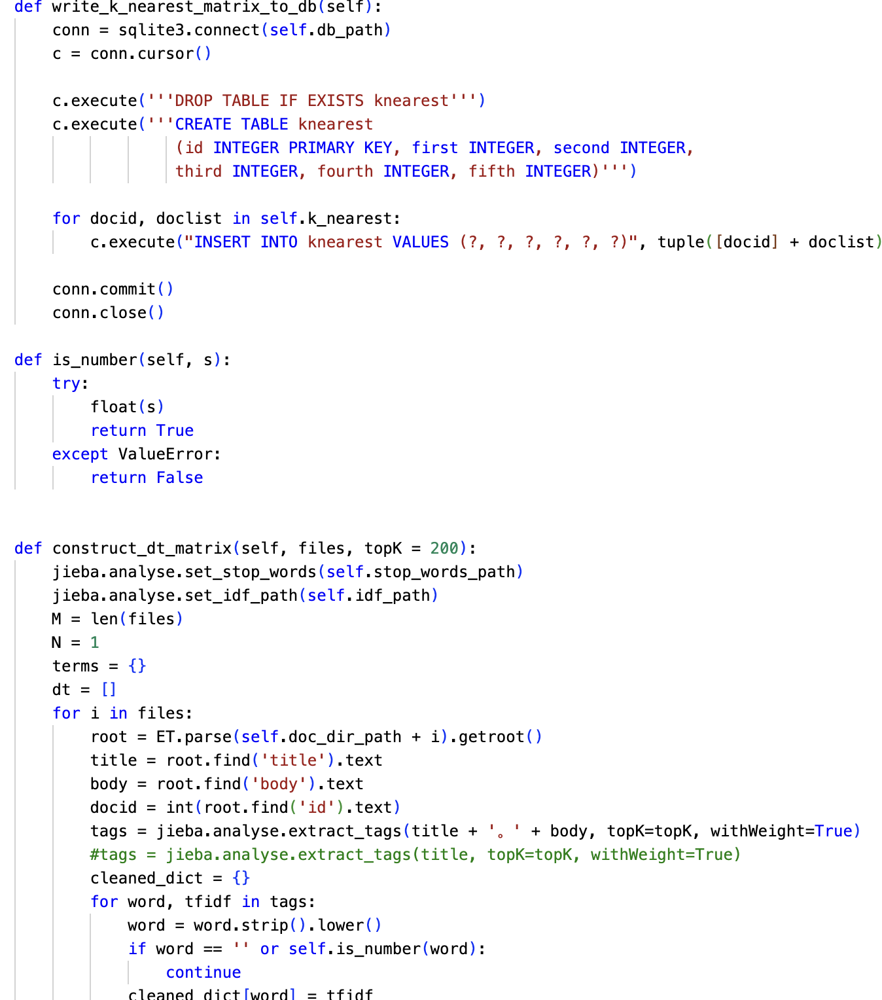 def write_k_nearest_matrix_to_db(self):
    conn = sqlite3.connect(self.db_path)
    c = conn.cursor()

    c.execute('''DROP TABLE IF EXISTS knearest''')
    c.execute('''CREATE TABLE knearest
                 (id INTEGER PRIMARY KEY, first INTEGER, second INTEGER,
                 third INTEGER, fourth INTEGER, fifth INTEGER)''')

    for docid, doclist in self.k_nearest:
        c.execute("INSERT INTO knearest VALUES (?, ?, ?, ?, ?, ?)", tuple([docid] + doclist)

    conn.commit()
    conn.close()

def is_number(self, s):
    try:
        float(s)
        return True
    except ValueError:
        return False


def construct_dt_matrix(self, files, topK = 200):
    jieba.analyse.set_stop_words(self.stop_words_path)
    jieba.analyse.set_idf_path(self.idf_path)
    M = len(files)
    N = 1
    terms = {}
    dt = []
    for i in files:
        root = ET.parse(self.doc_dir_path + i).getroot()
        title = root.find('title').text
        body = root.find('body').text
        docid = int(root.find('id').text)
        tags = jieba.analyse.extract_tags(title + '。' + body, topK=topK, withWeight=True)
        #tags = jieba.analyse.extract_tags(title, topK=topK, withWeight=True)
        cleaned_dict = {}
        for word, tfidf in tags:
            word = word.strip().lower()
            if word == '' or self.is_number(word):
                continue
            cleaned_dict[word] = tfidf